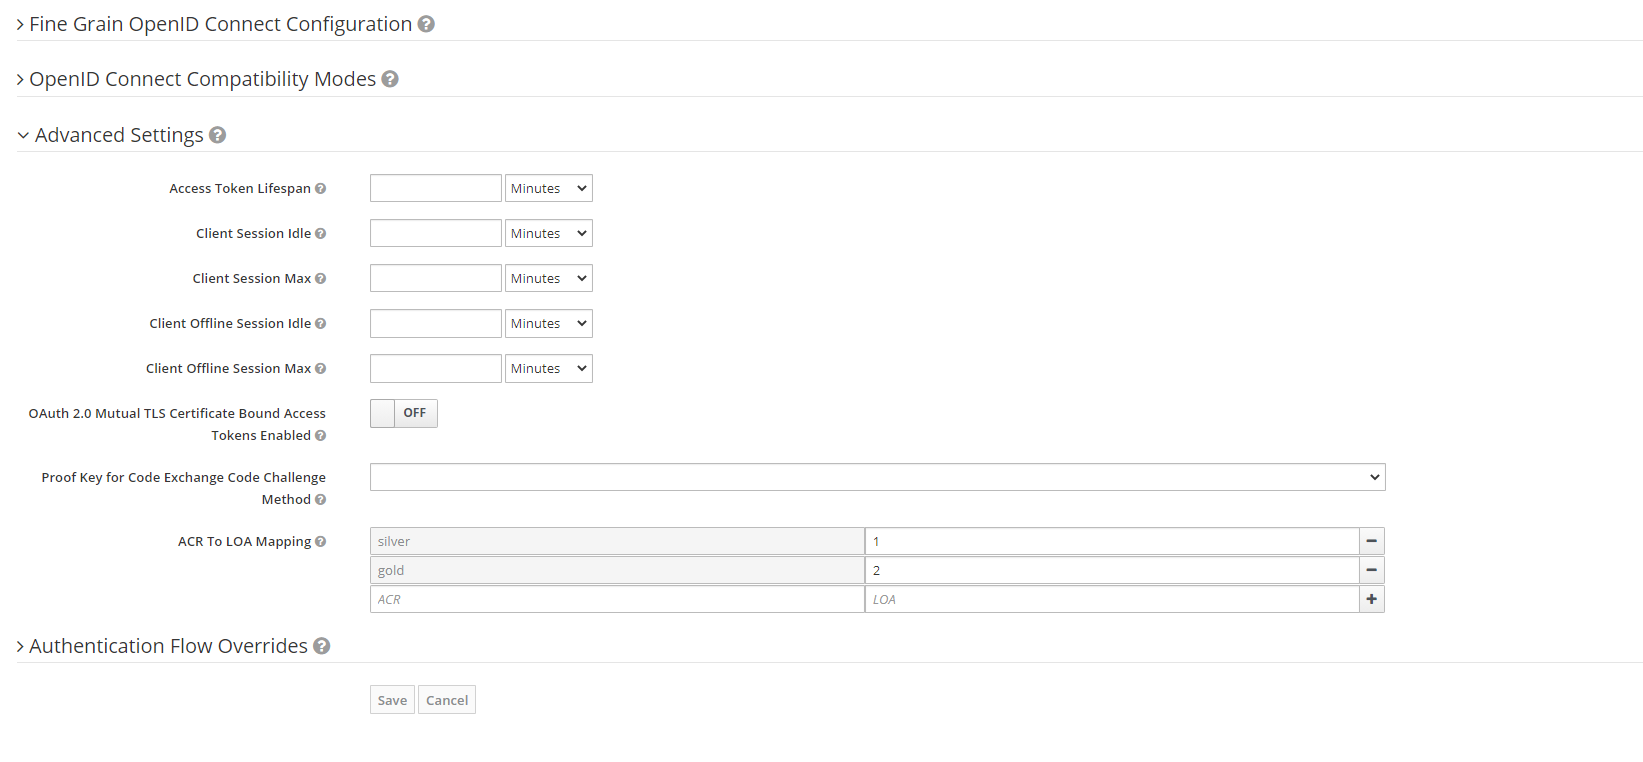 Fine Grain OpenID Connect Configuration
OpenID Connect Compatibility Modes
Advanced Settings
Access Token Lifespan Minutes
Client Session Idle Minutes
Client Session Max Minutes
Client Offline Session Idle Minutes
Client Offline Session Max Minutes
OAuth 2.0 Mutual TLS Certificate Bound Access
Tokens Enabled
OFF
Proof Key for Code Exchange Code Challenge
Method
ACR To LOA Mapping silver 1
gold 2
ACR LOA
Authentication Flow Overrides
Save Cancel